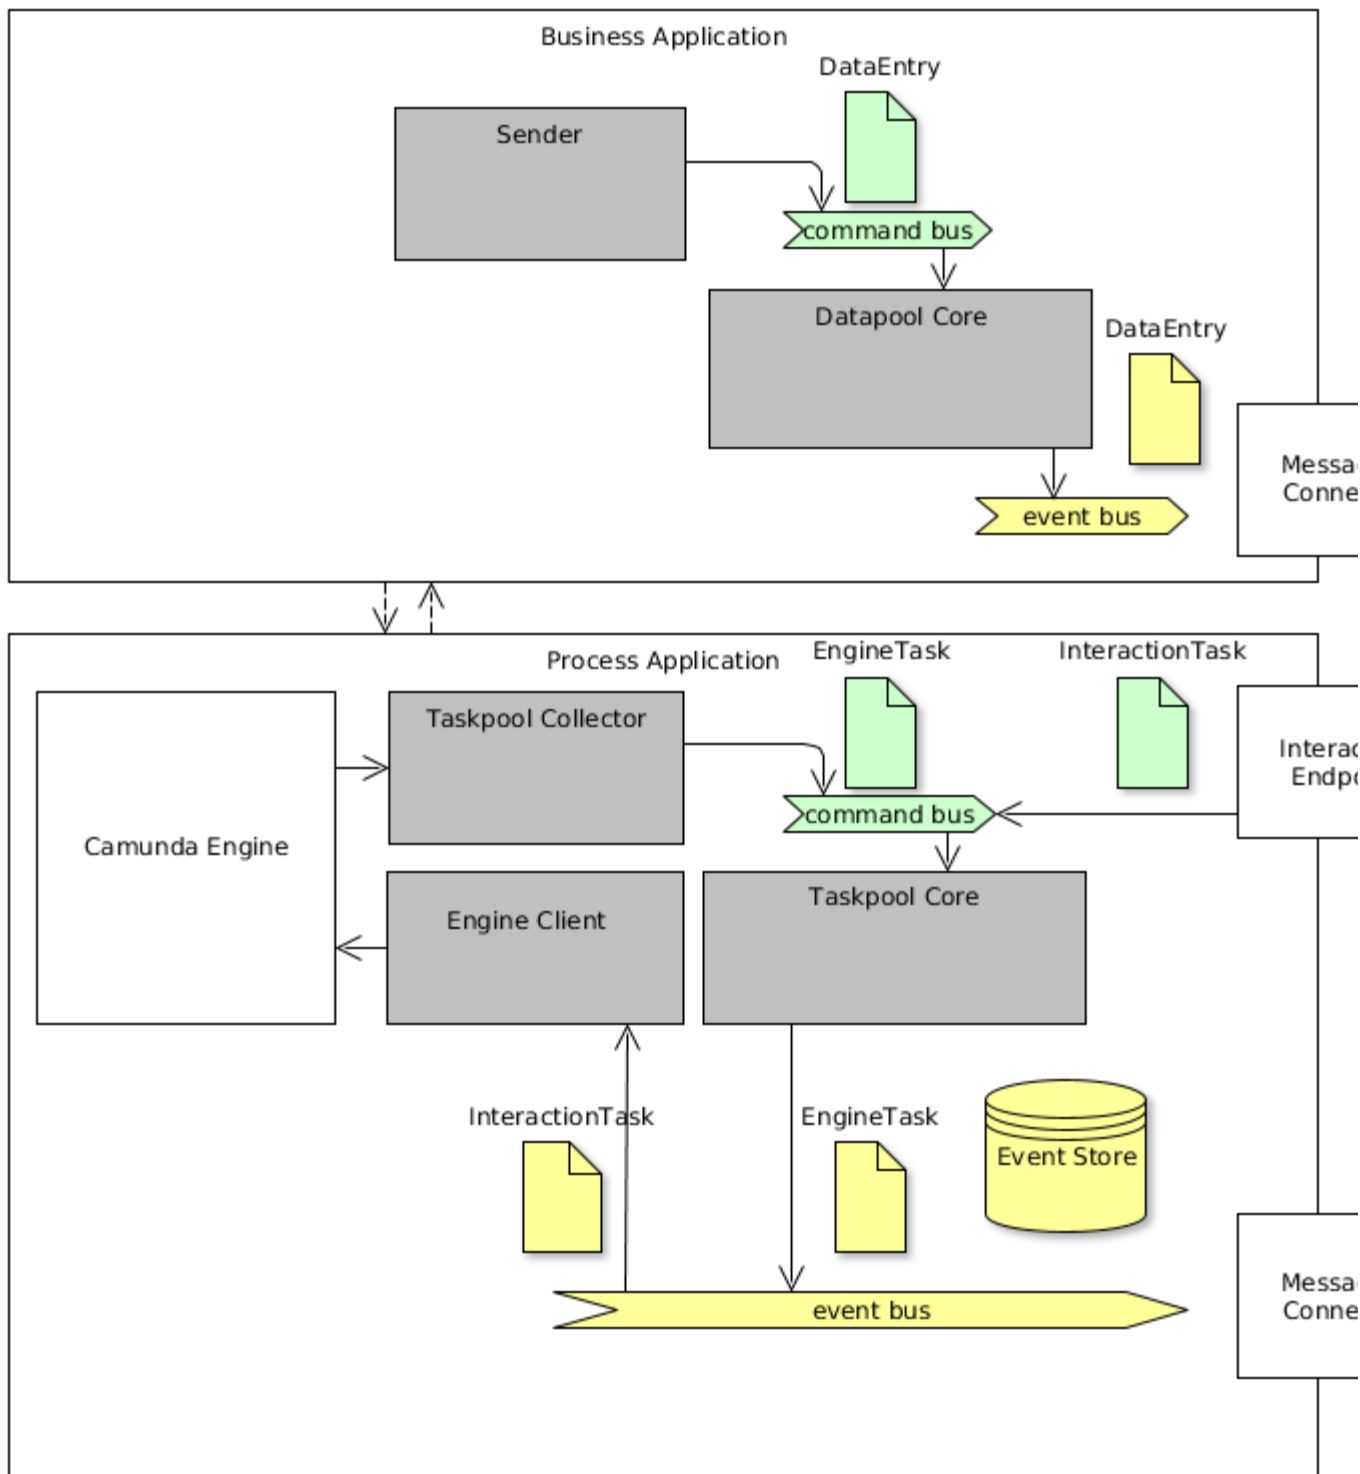 Business Application
DataEntry
Sender
command bus
Datapool Core
DataEntry
event bus
Process Application
EngineTask
InteractionTask
Taskpool Collector
command bus
Camunda Engine
Engine Client
Taskpool Core
InteractionTask
EngineTask
Event Store
event bus